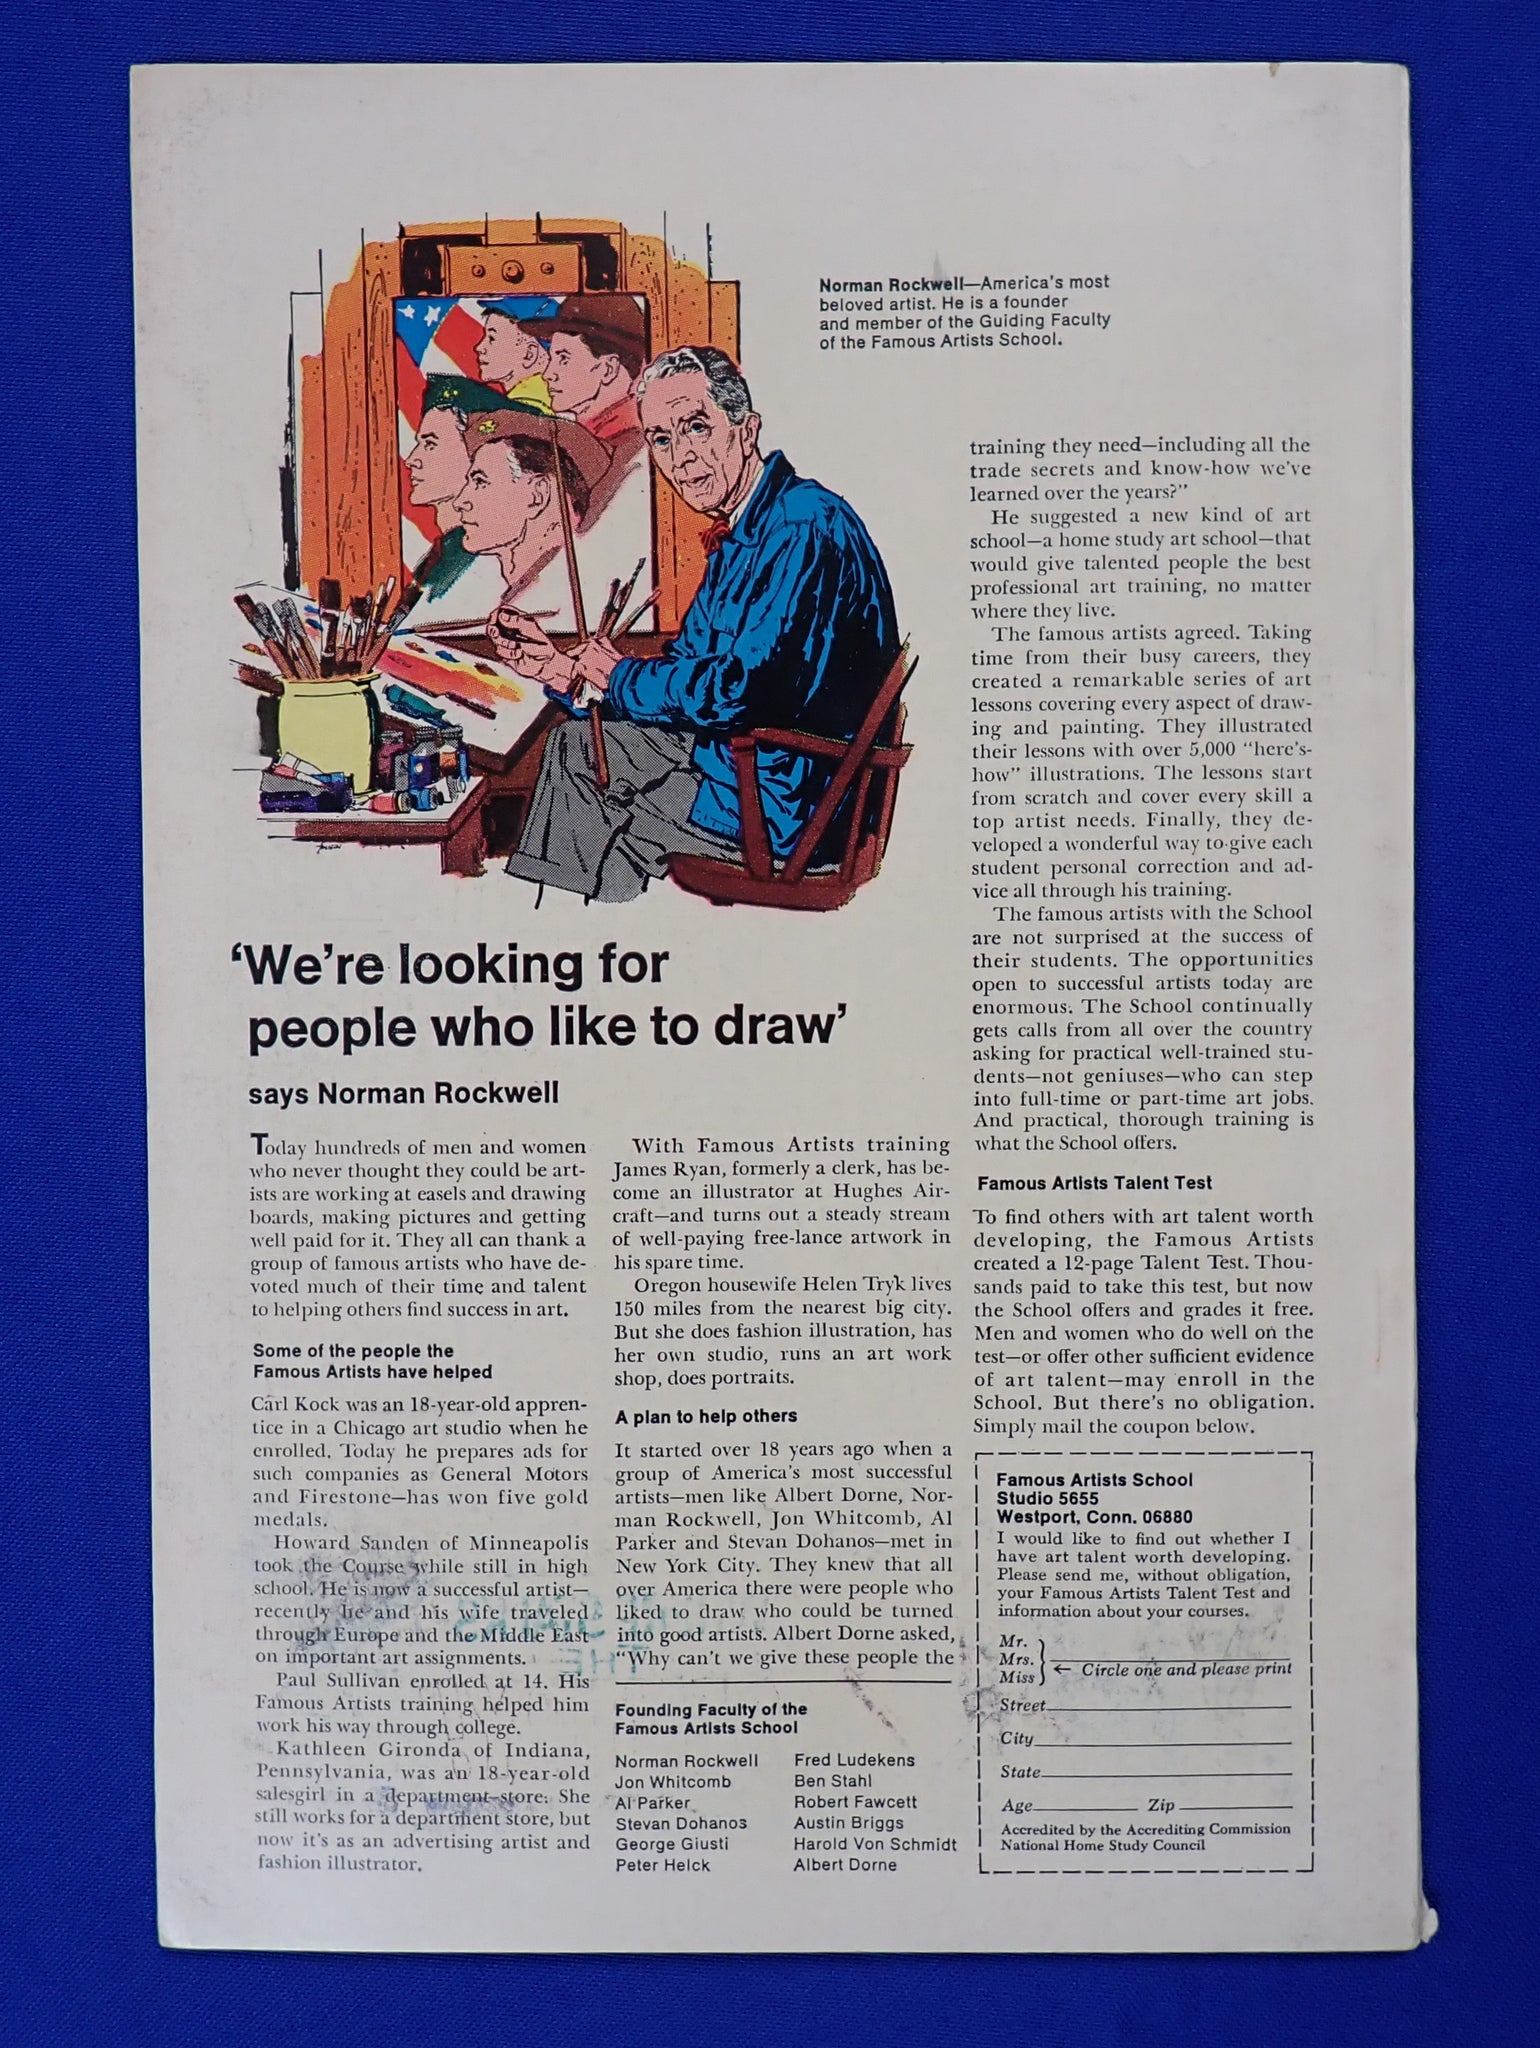 Norman Rockwell—America's most
beloved artist. He is a founder
and member of the Guiding Faculty
of the Famous Artists School.
'We're looking for
people who like to draw'
says Norman Rockwell
Today hundreds of men and women
who never thought they could be art-
ists are working at easels and drawing
boards, making pictures and getting
well paid for it. They all can thank a
group of famous artists who have de-
voted much of their time and talent
to helping others find success in art.
Some of the people the
Famous Artists have helped
Carl Kock was an 18-year-old appren-
tice in a Chicago art studio when he
enrolled. Today he prepares ads for
such companies as General Motors
and Firestone—has won five gold
medals.
Howard Sanden of Minneapolis
took the Course while still in high
school. He is now a successful artist—
recently he and his wife traveled
through Europe and the Middle East
on important art assignments.
Paul Sullivan enrolled at 14. His
Famous Artists training helped him
work his way through college.
Kathleen Gironda of Indiana,
Pennsylvania, was an 18-year-old
salesgirl in a department store. She
still works for a department store, but
now it's as an advertising artist and
fashion illustrator.
With Famous Artists training
James Ryan, formerly a clerk, has be-
come an illustrator at Hughes Air-
craft—and turns out a steady stream
of well-paying free-lance artwork in
his spare time.
Oregon housewife Helen Tryk lives
150 miles from the nearest big city.
But she does fashion illustration, has
her own studio, runs an art work
shop, does portraits.
A plan to help others
It started over 18 years ago when a
group of America's most successful
artists—men like Albert Dorne, Nor-
man Rockwell, Jon Whitcomb, Al
Parker and Stevan Dohanos—met in
New York City. They knew that all
over America there were people who
liked to draw who could be turned
into good artists. Albert Dorne asked,
"Why can't we give these people the
Founding Faculty of the
Famous Artists School
Norman Rockwell
Jon Whitcomb
Al Parker
Stevan Dohanos
George Giusti
Peter Helck
Fred Ludekens
Ben Stahl
Robert Fawcett
Austin Briggs
Harold Von Schmidt
Albert Dorne
training they need—including all the
trade secrets and know-how we've
learned over the years?"
He suggested a new kind of art
school—a home study art school—that
would give talented people the best
professional art training, no matter
where they live.
The famous artists agreed. Taking
time from their busy careers, they
created a remarkable series of art
lessons covering every aspect of draw-
ing and painting. They illustrated
their lessons with over 5,000 "here's-
how" illustrations. The lessons start
from scratch and cover every skill a
top artist needs. Finally, they de-
veloped a wonderful way to give each
student personal correction and ad-
vice all through his training.
The famous artists with the School
are not surprised at the success of
their students. The opportunities
open to successful artists today are
enormous. The School continually
gets calls from all over the country
asking for practical well-trained stu-
dents—not geniuses—who can step
into full-time or part-time art jobs.
And practical, thorough training is
what the School offers.
Famous Artists Talent Test
To find others with art talent worth
developing, the Famous Artists
created a 12-page Talent Test. Thou-
sands paid to take this test, but now
the School offers and grades it free.
Men and women who do well on the
test—or offer other sufficient evidence
of art talent—may enroll in the
School. But there's no obligation.
Simply mail the coupon below.
Famous Artists School
Studio 5655
Westport, Conn. 06880
I would like to find out whether I
have art talent worth developing.
Please send me, without obligation,
your Famous Artists Talent Test and
information about your courses.
Mr.
Mrs.
Miss
← Circle one and please print
Street
City
State
Age Zip
Accredited by the Accrediting Commission
National Home Study Council